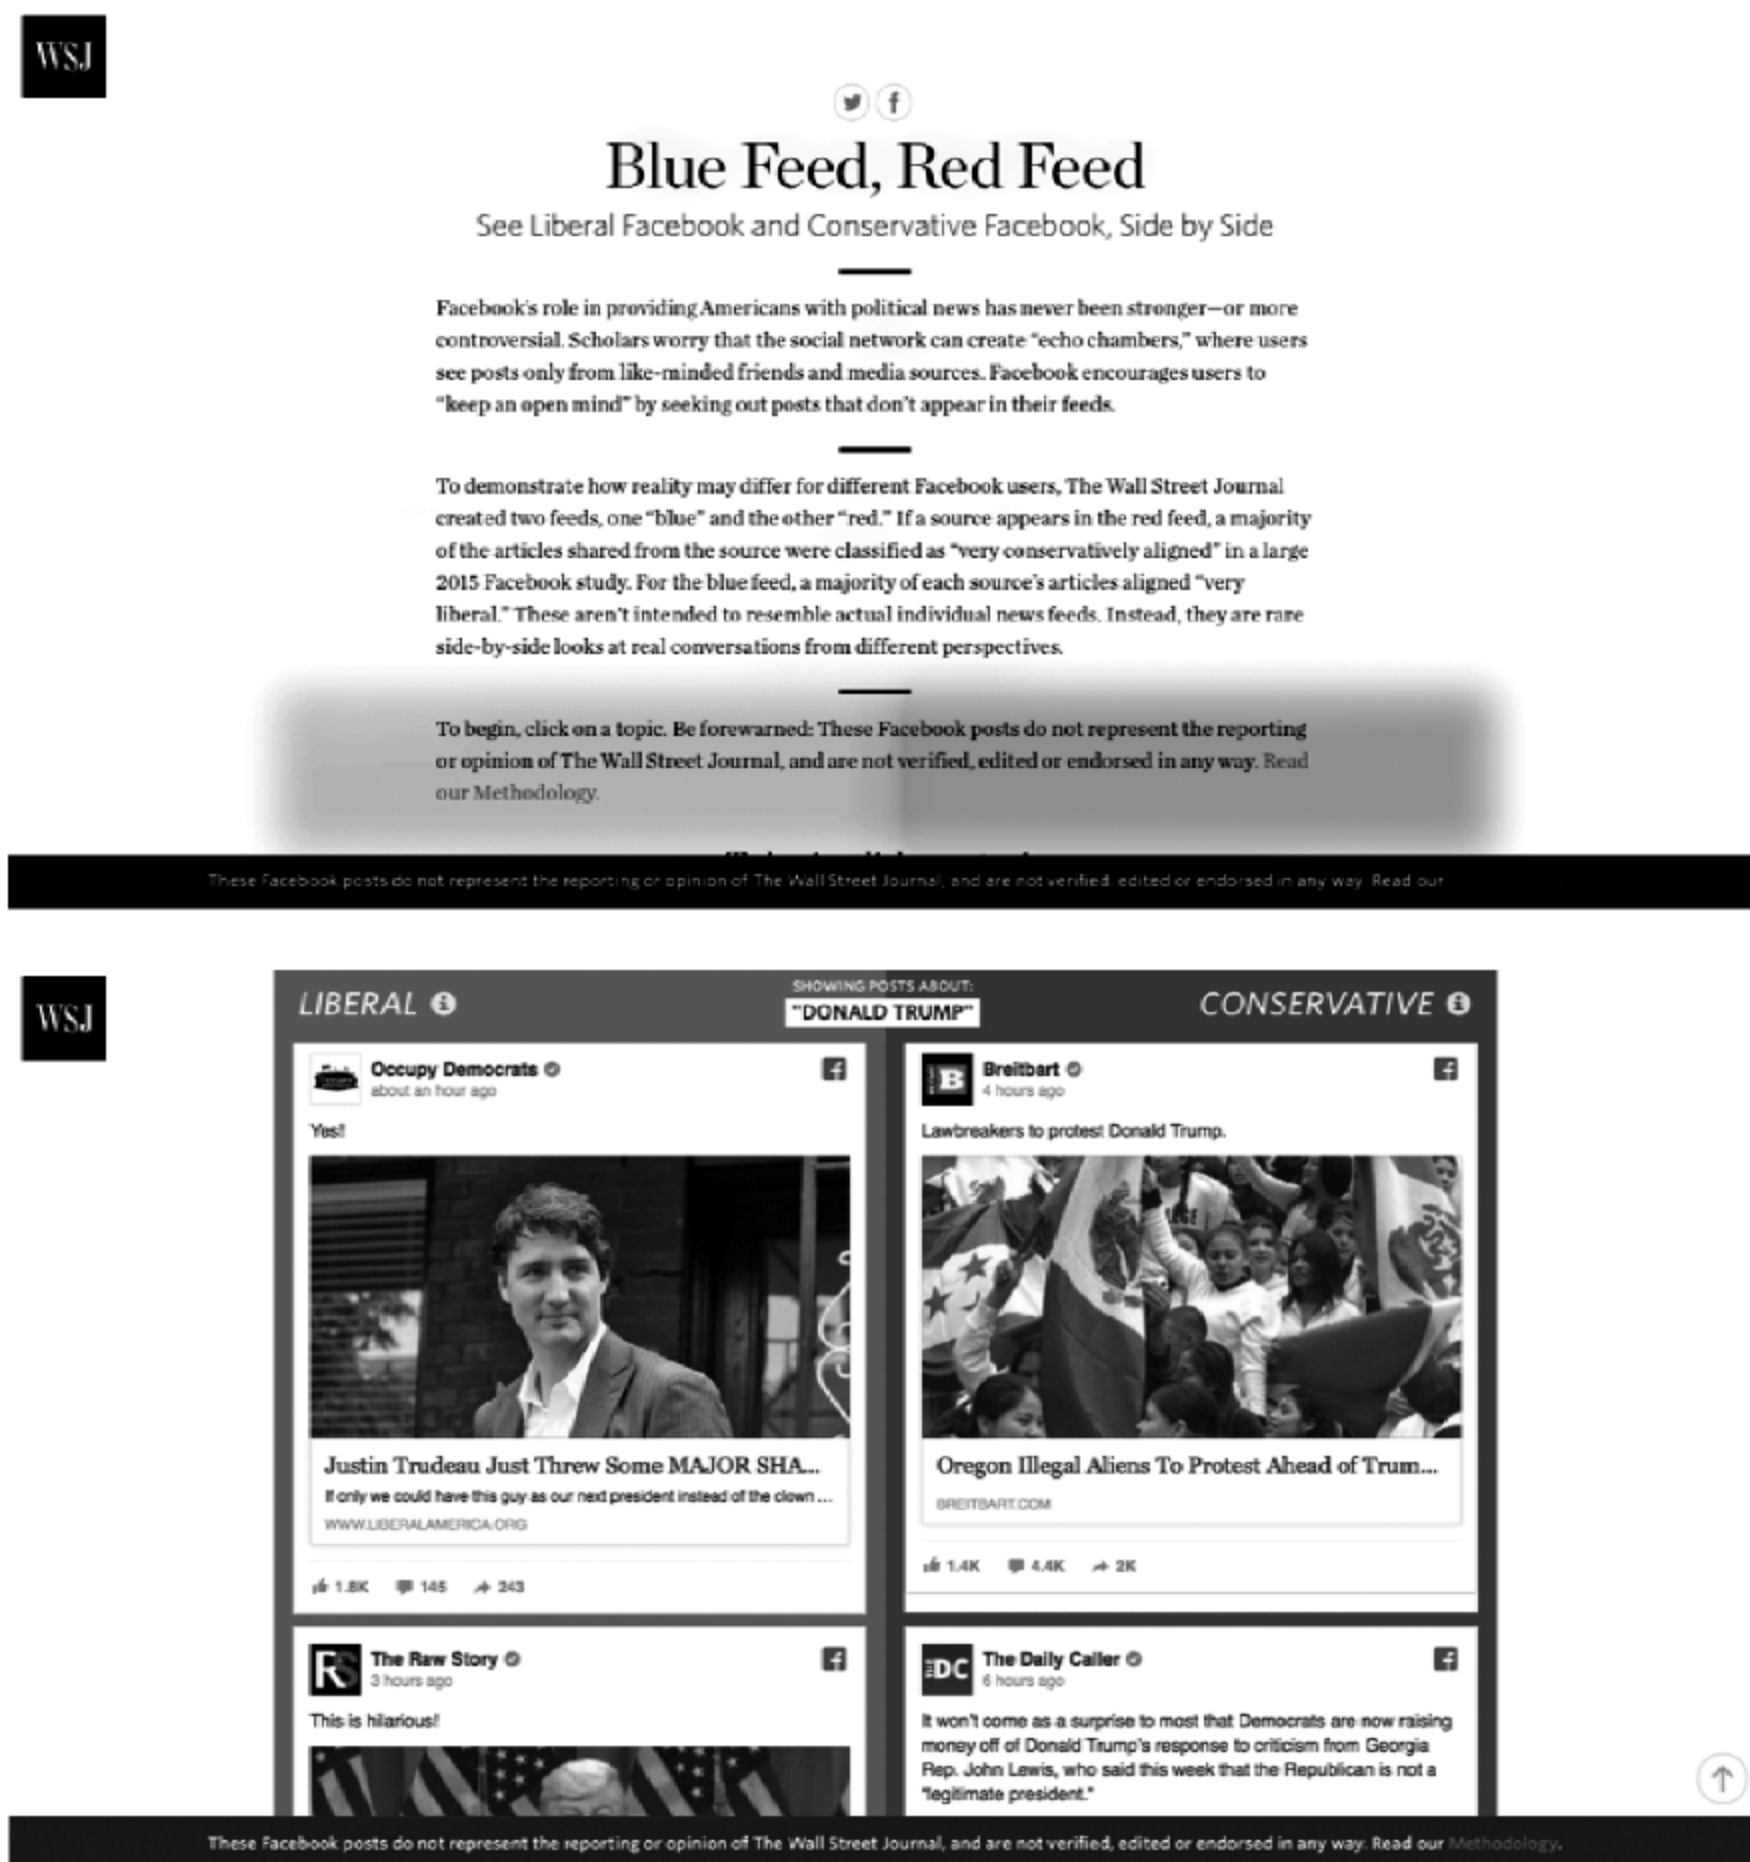 WSJ
Blue Feed, Red Feed
See Liberal Facebook and Conservative Facebook, Side by Side
Facebook's role in providing Americans with political news has never been stronger—or more
controversial. Scholars worry that the social network can create “echo chambers,” where users
see posts only from like-minded friends and media sources. Facebook encourages users to
“keep an open mind” by seeking out posts that don't appear in their feeds.
To demonstrate how reality may differ for different Facebook users, The Wall Street Journal
created two feeds, one “blue” and the other “red.” If a source appears in the red feed, a majority
of the articles shared from the source were classified as “very conservatively aligned” in a large
2015 Facebook study. For the blue feed, a majority of each source's articles aligned “very
liberal.” These aren't intended to resemble actual individual news feeds. Instead, they are rare
side-by-side looks at real conversations from different perspectives.
To begin, click on a topic. Be forewarned: These Facebook posts do not represent the reporting
or opinion of The Wall Street Journal, and are not verified, edited or endorsed in any way. Read
our Methodology.
These Facebook posts do not represent the reporting or opinion of The Wall Street Journal, and are not verified, edited or endorsed in any way. Read our
WSJ
LIBERAL
SHOWING POSTS ABOUT:
"DONALD TRUMP"
CONSERVATIVE
Occupy Democrats
about an hour ago
Yes!!
Justin Trudeau Just Threw Some MAJOR SHA...
If only we could have this guy as our next president instead of the clown ...
WWW.LIBERALAMERICA.ORG
1.8K 145 243
Breitbart
4 hours ago
Lawbreakers to protest Donald Trump.
Oregon Illegal Aliens To Protest Ahead of Trum...
BREITBART.COM
1.4K 4.4K 2K
The Raw Story
3 hours ago
This is hilarious!!
The Daily Caller
6 hours ago
It won't come as a surprise to most that Democrats are now raising
money off of Donald Trump's response to criticism from Georgia
Rep. John Lewis, who said this week that the Republican is not a
"legitimate president."
These Facebook posts do not represent the reporting or opinion of The Wall Street Journal, and are not verified, edited or endorsed in any way. Read our Methodology.